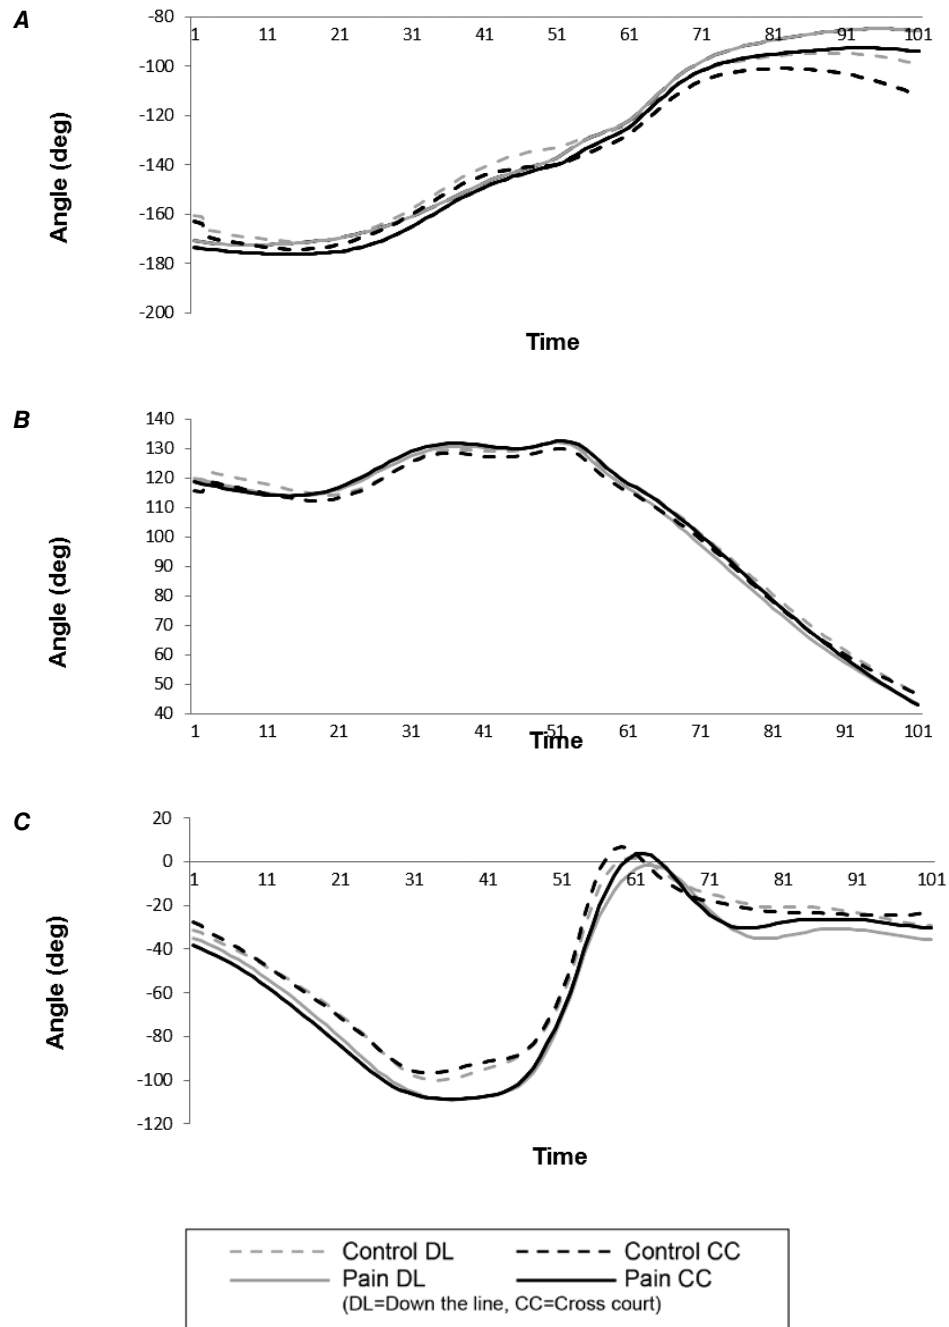 A
-80
1 11 21 31 41 51 61 71 81 91 101
-100
-120
-140
-160
-180
-200
Angle (deg)
Time
B
140
130
120
110
100
90
80
70
60
50
40
Angle (deg)
1 11 21 31 41 51 61 71 81 91 101
Time
C
20
0
1 11 21 31 41 51 61 71 81 91 101
-20
-40
-60
-80
-100
-120
Angle (deg)
Time
Control DL Control CC
Pain DL Pain CC
(DL=Down the line, CC=Cross court)